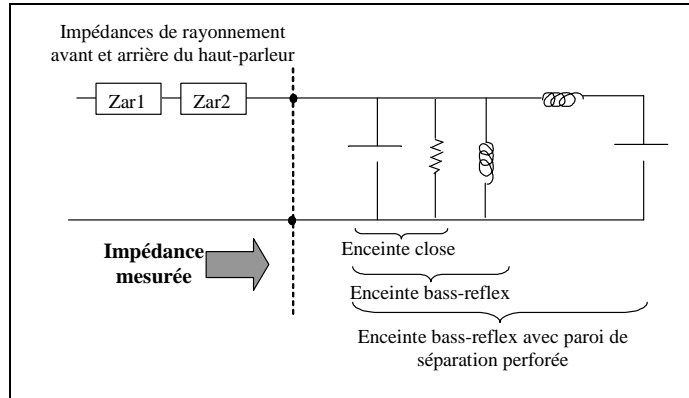 Impédances de rayonnement
avant et arrière du haut-parleur
Zar1 Zar2
Impédance
mesurée
Enceinte close
Enceinte bass-reflex
Enceinte bass-reflex avec paroi de
séparation perforée